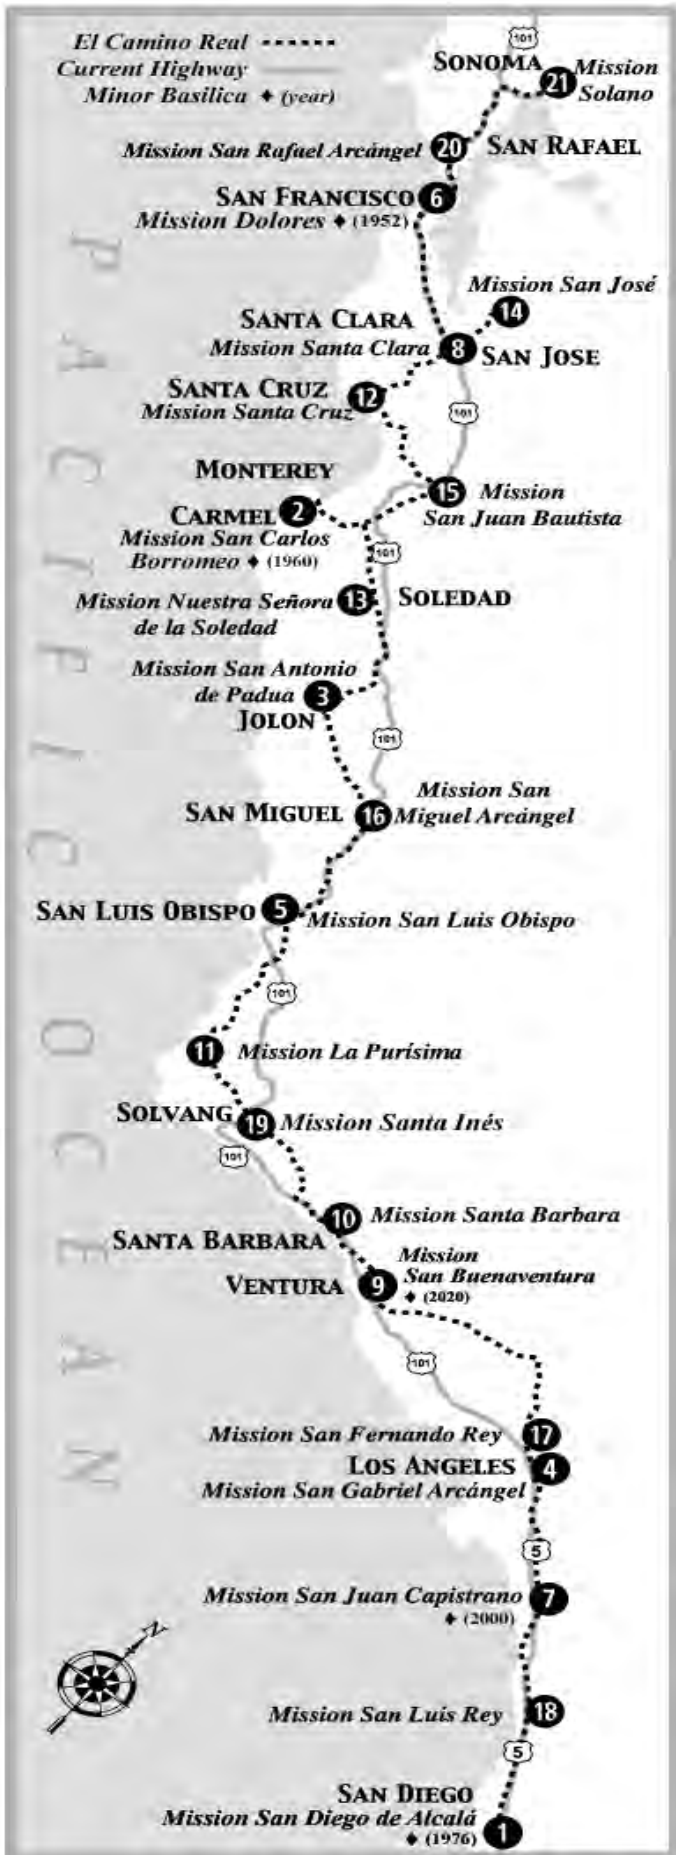 El Camino Real
Current Highway
Minor Basilica ♦ (year)
101
SONOMA
21
Mission
Solano
Mission San Rafael Arcángel
20
SAN RAFAEL
SAN FRANCISCO
6
Mission Dolores ♦ (1952)
Mission San José
14
SANTA CLARA
Mission Santa Clara
8
SAN JOSE
SANTA CRUZ
12
Mission Santa Cruz
101
MONTEREY
15
Mission
San Juan Bautista
CARMEL
2
Mission San Carlos
Borromeo ♦ (1960)
101
Mission Nuestra Señora
de la Soledad
13
SOLEDAD
Mission San Antonio
de Padua
3
JOLON
101
Mission San
Miguel Arcángel
SAN MIGUEL
16
SAN LUIS OBISPO
5
Mission San Luis Obispo
101
11
Mission La Purísima
SOLVANG
19
Mission Santa Inés
101
10
Mission Santa Barbara
SANTA BARBARA
Mission
San Buenaventura
♦ (2020)
VENTURA
9
101
Mission San Fernando Rey
17
LOS ANGELES
4
Mission San Gabriel Arcángel
5
Mission San Juan Capistrano
7
♦ (2000)
N
Mission San Luis Rey
18
5
SAN DIEGO
Mission San Diego de Alcalá
♦ (1976)
1
PACIFIC OCEAN